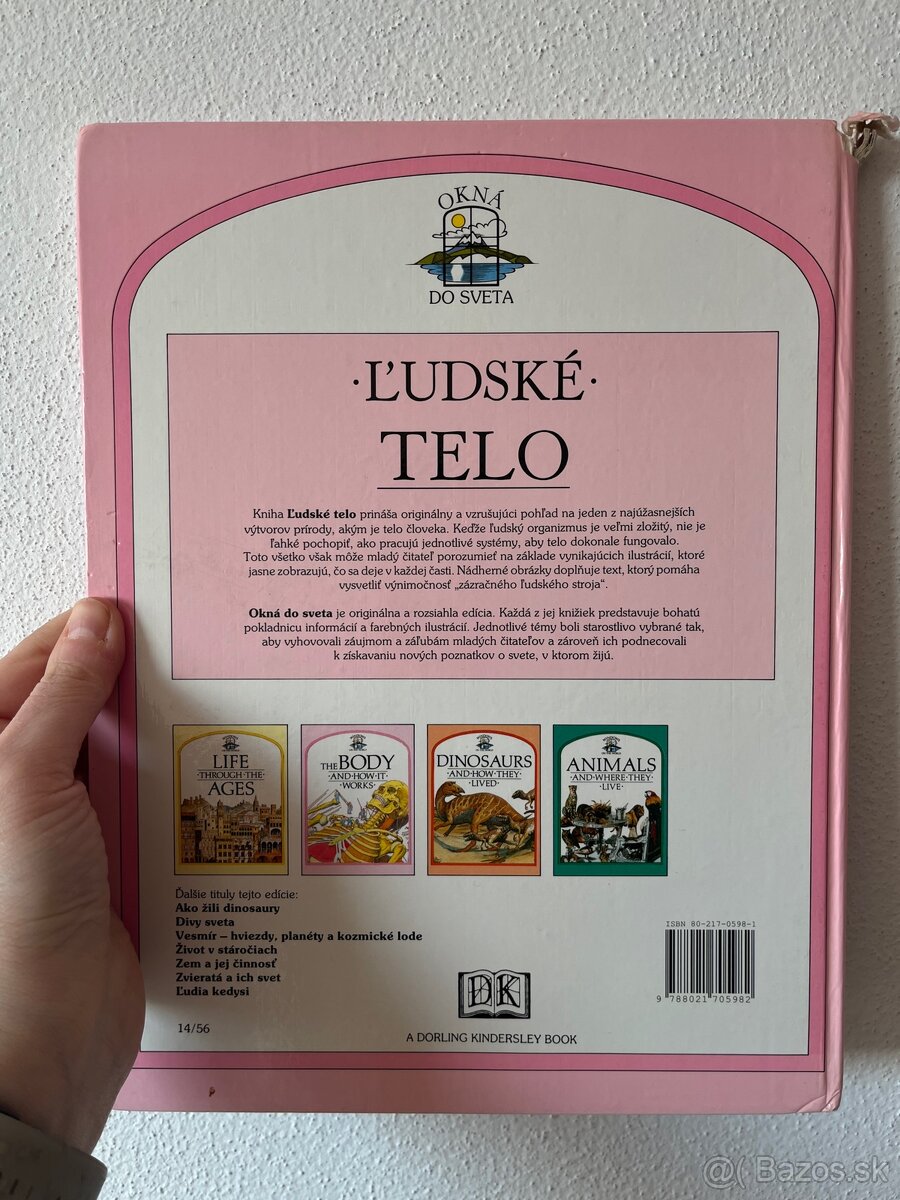 OKNÁ
DO SVETA
·ĽUDSKÉ·
TELO
Kniha Ľudské telo prináša originálny a vzrušujúci pohľad na jeden z najúžasnejších
výtvorov prírody, akým je telo človeka. Keďže ľudský organizmus je veľmi zložitý, nie je
ľahké pochopiť, ako pracujú jednotlivé systémy, aby telo dokonale fungovalo.
Toto všetko však môže mladý čitateľ porozumieť na základe vynikajúcich ilustrácií, ktoré
jasne zobrazujú, čo sa deje v každej časti. Nádherné obrázky doplňuje text, ktorý pomáha
vysvetliť výnimočnosť „zázračného ľudského stroja“.
Okná do sveta je originálna a rozsiahla edícia. Každá z jej knižiek predstavuje bohatú
pokladnicu informácií a farebných ilustrácií. Jednotlivé témy boli starostlivo vybrané tak,
aby vyhovovali záujmom a záľubám mladých čitateľov a zároveň ich podnecovali
k získavaniu nových poznatkov o svete, v ktorom žijú.
LIFE
·THROUGH·THE·
AGES
THE BODY
·AND·HOW·IT·
WORKS·
DINOSAURS
·AND·HOW·THEY·
LIVED·
ANIMALS
·AND·WHERE·THEY·
·LIVE·
Ďalšie tituly tejto edície:
Ako žili dinosaury
Divy sveta
Vesmír – hviezdy, planéty a kozmické lode
Život v stáročiach
Zem a jej činnosť
Zvieratá a ich svet
Ľudia kedysi
14/56
ISBN 80-217-0598-1
9 788021 705982
DK
A DORLING KINDERSLEY BOOK
@( Bazos.sk